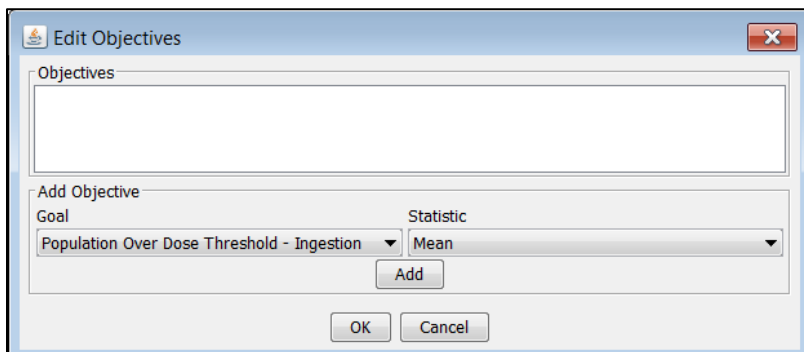 Edit Objectives
Objectives
Add Objective
Goal Statistic
Population Over Dose Threshold - Ingestion Mean
Add
OK Cancel